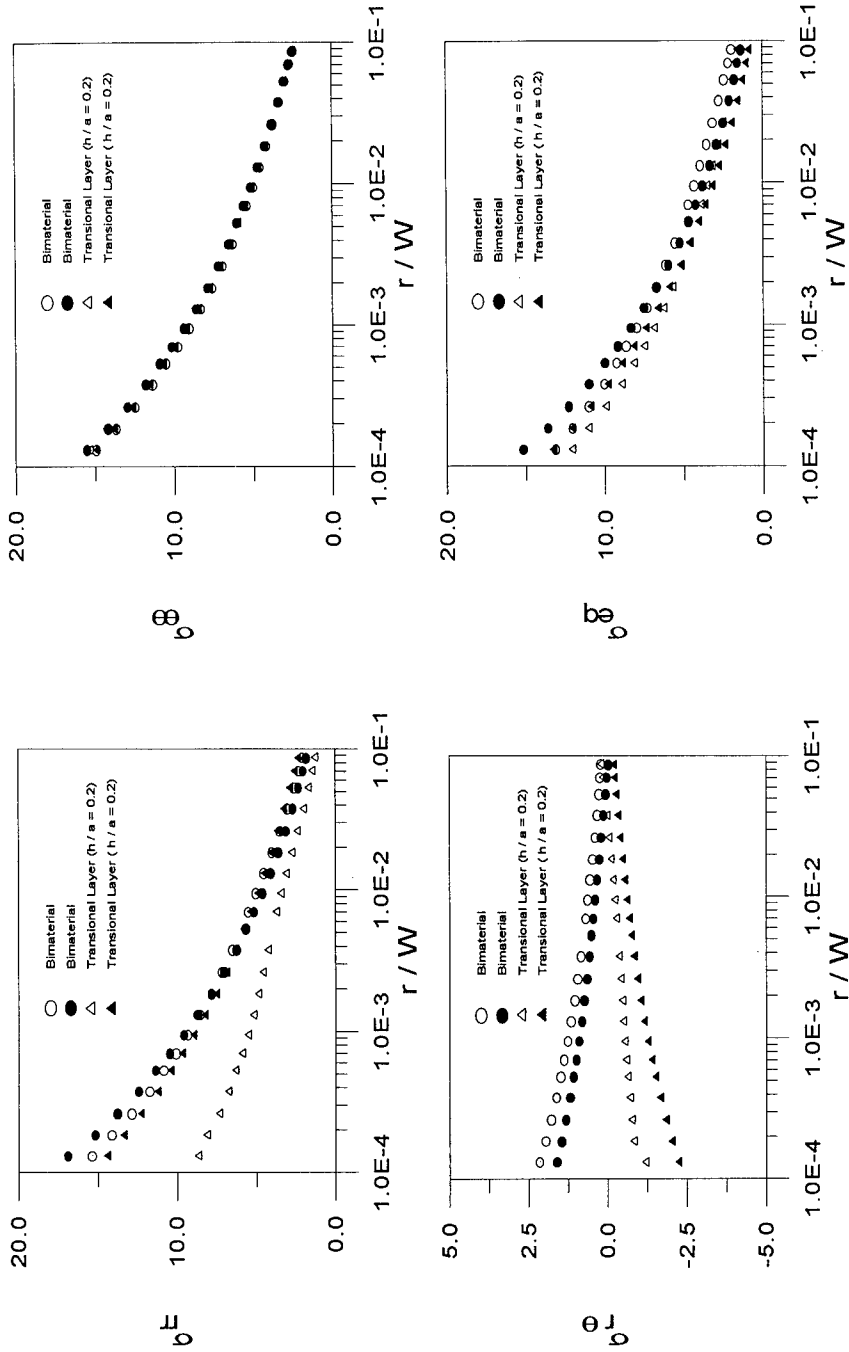 20.0
10.0
0.0
σrr
1.0E-4
1.0E-3
1.0E-2
1.0E-1
r / W
Bimaterial
Bimaterial
Transional Layer (h / a = 0.2)
Transional Layer ( h / a = 0.2)
20.0
10.0
0.0
σθθ
1.0E-4
1.0E-3
1.0E-2
1.0E-1
r / W
Bimaterial
Bimaterial
Transional Layer (h / a = 0.2)
Transional Layer ( h / a = 0.2)
5.0
2.5
0.0
-2.5
-5.0
σrθ
1.0E-4
1.0E-3
1.0E-2
1.0E-1
r / W
Bimaterial
Bimaterial
Transional Layer (h / a = 0.2)
Transional Layer ( h / a = 0.2)
20.0
10.0
0.0
σeq
1.0E-4
1.0E-3
1.0E-2
1.0E-1
r / W
Bimaterial
Bimaterial
Transional Layer (h / a = 0.2)
Transional Layer ( h / a = 0.2)